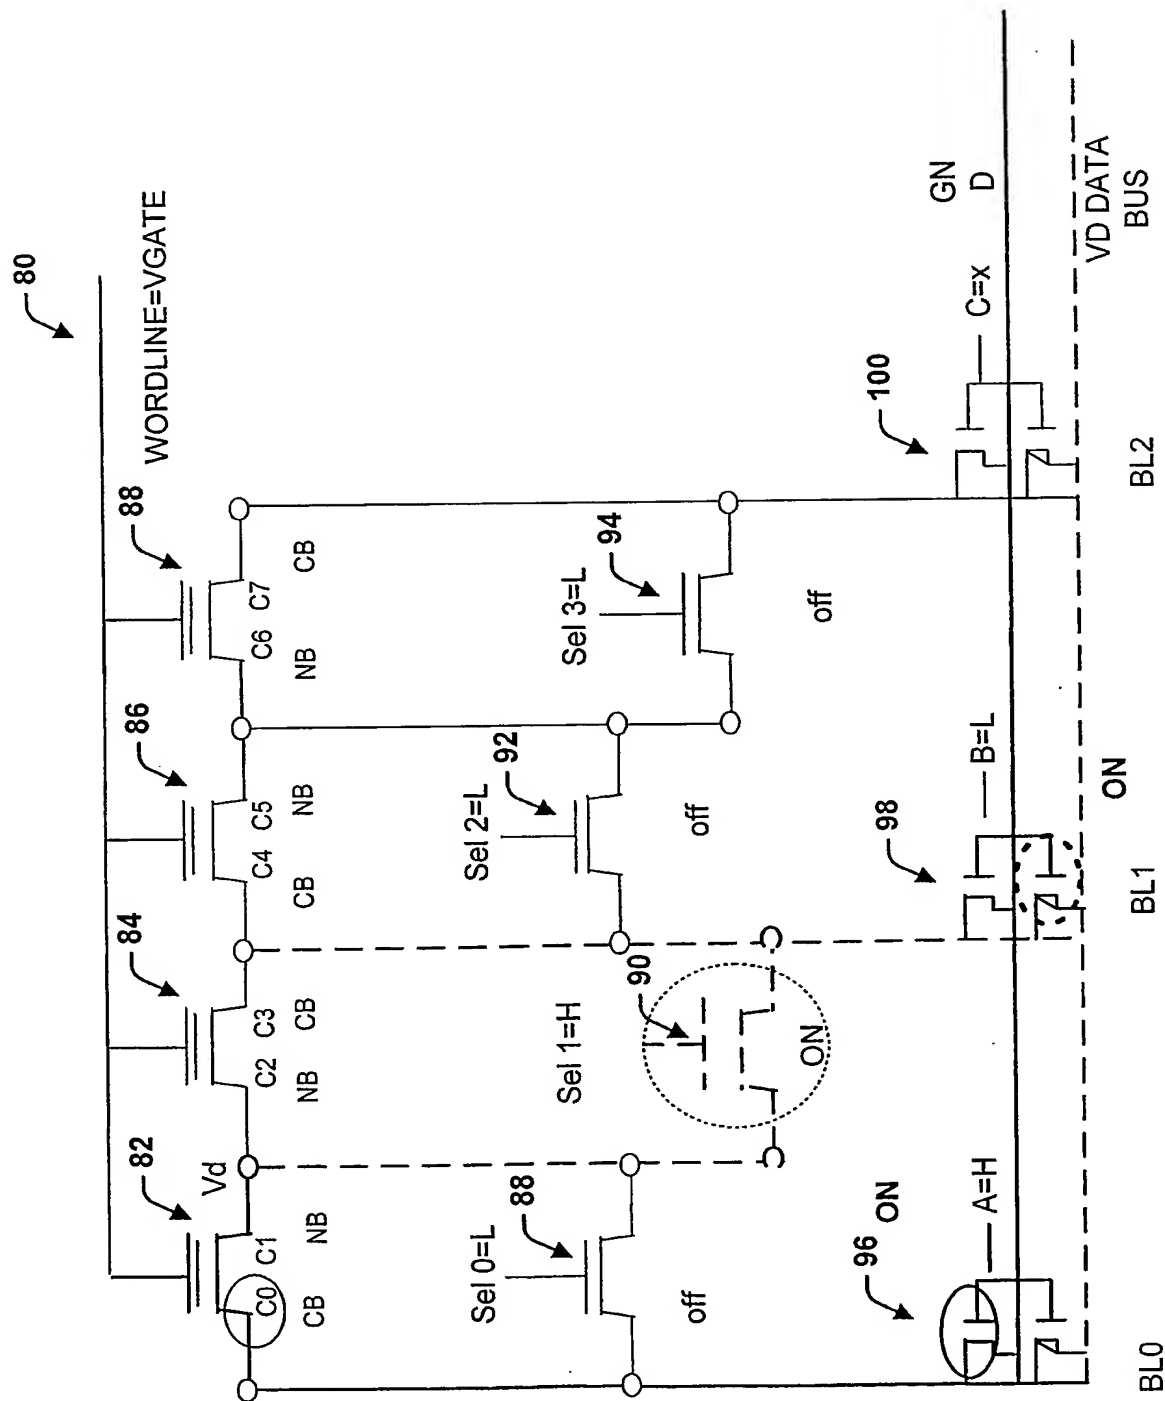 80
WORDLINE=VGATE
82
84
86
88
Vd
C0 C1
C2 C3
C4 C5
C6 C7
CB NB
NB CB
CB NB
NB CB
Sel 0=L
88
off
Sel 1=H
90
ON
Sel 2=L
92
off
Sel 3=L
94
off
96
ON
A=H
98
B=L
100
C=x
GN
D
VD DATA
BUS
BL0
BL1
ON
BL2